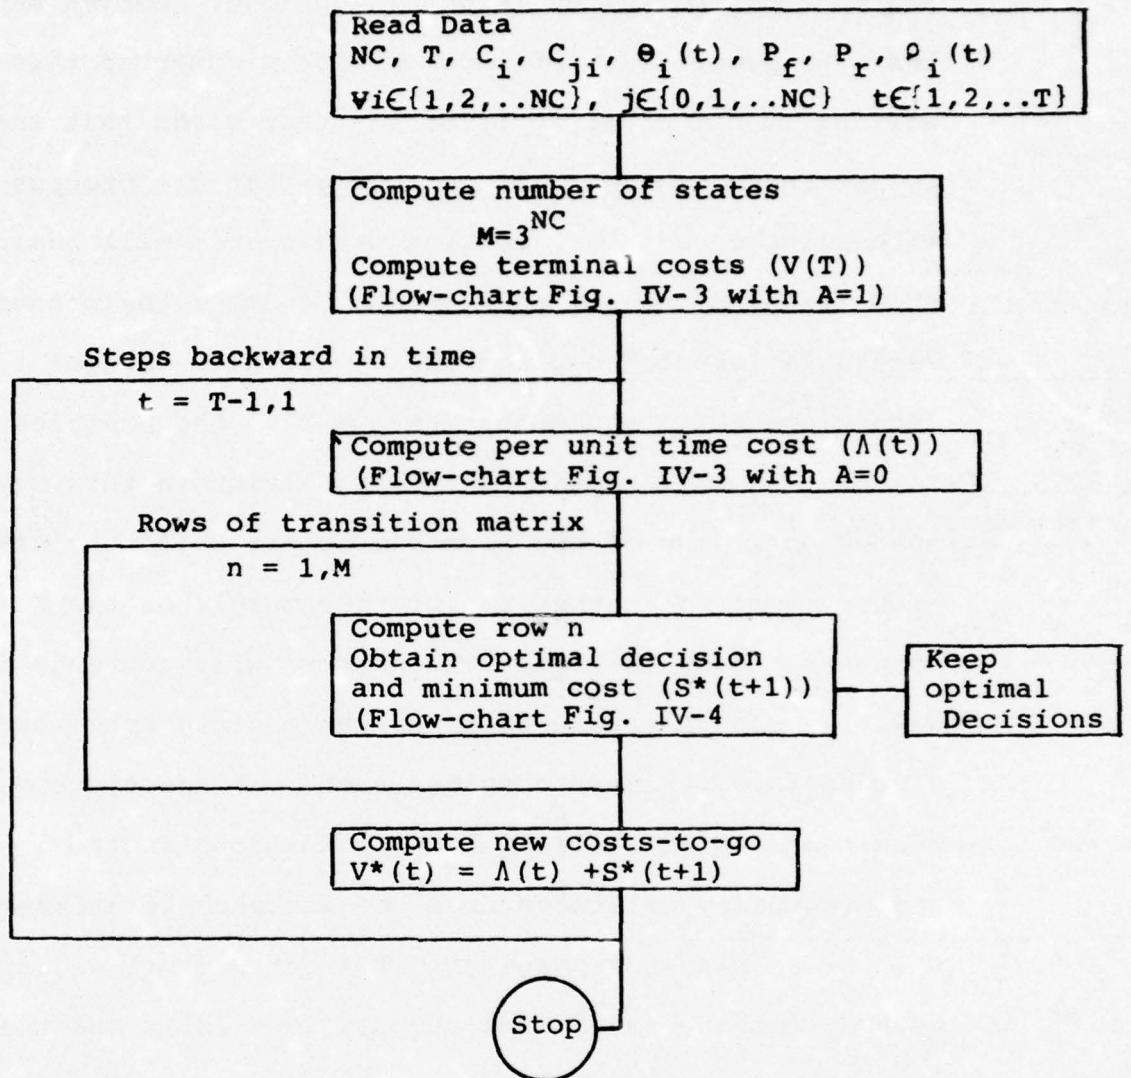 Read Data
NC, T, C_i, C_ji, Θ_i(t), P_f, P_r, ρ_i(t)
∀i∈{1,2,..NC}, j∈{0,1,..NC} t∈{1,2,..T}
Compute number of states
M=3^NC
Compute terminal costs (V(T))
(Flow-chart Fig. IV-3 with A=1)
Steps backward in time
t = T-1,1
Compute per unit time cost (Λ(t))
(Flow-chart Fig. IV-3 with A=0
Rows of transition matrix
n = 1,M
Compute row n
Obtain optimal decision
and minimum cost (S*(t+1))
(Flow-chart Fig. IV-4
Keep
optimal
Decisions
Compute new costs-to-go
V*(t) = Λ(t) +S*(t+1)
Stop